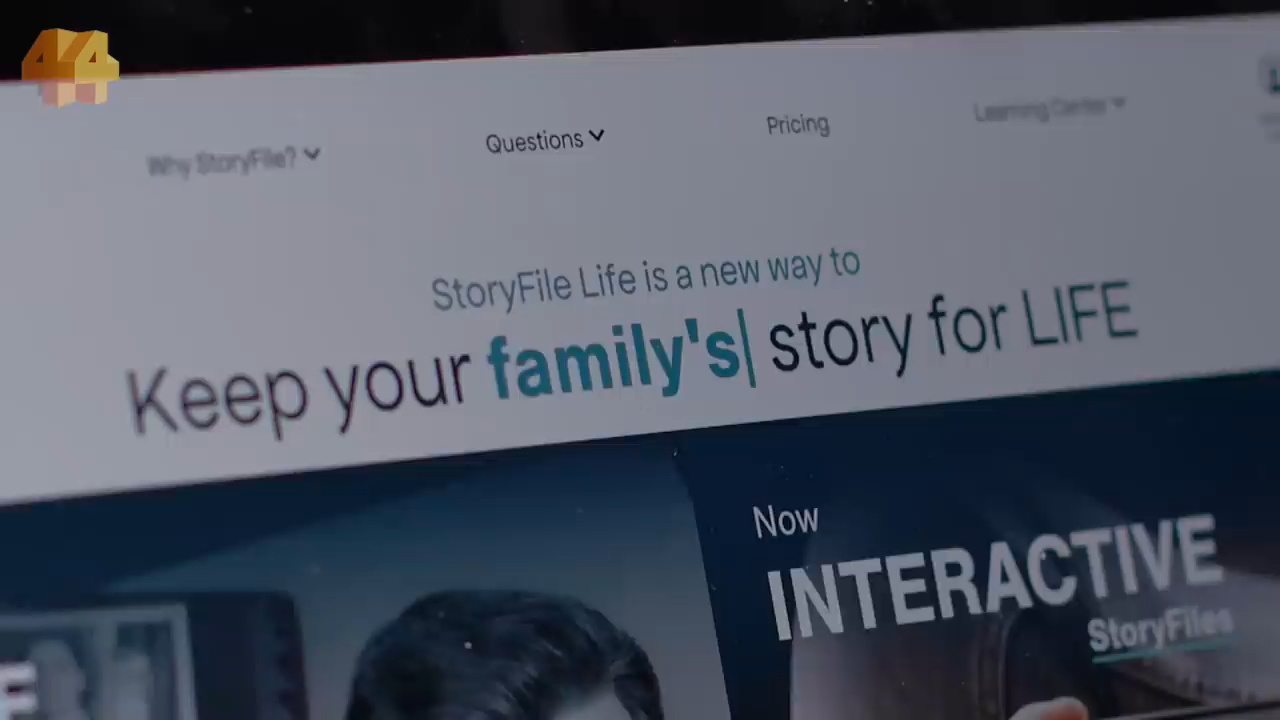 44
Why StoryFile?
Questions
Pricing
Learning Center
StoryFile Life is a new way to
Keep your family's| story for LIFE
Now
INTERACTIVE
StoryFiles